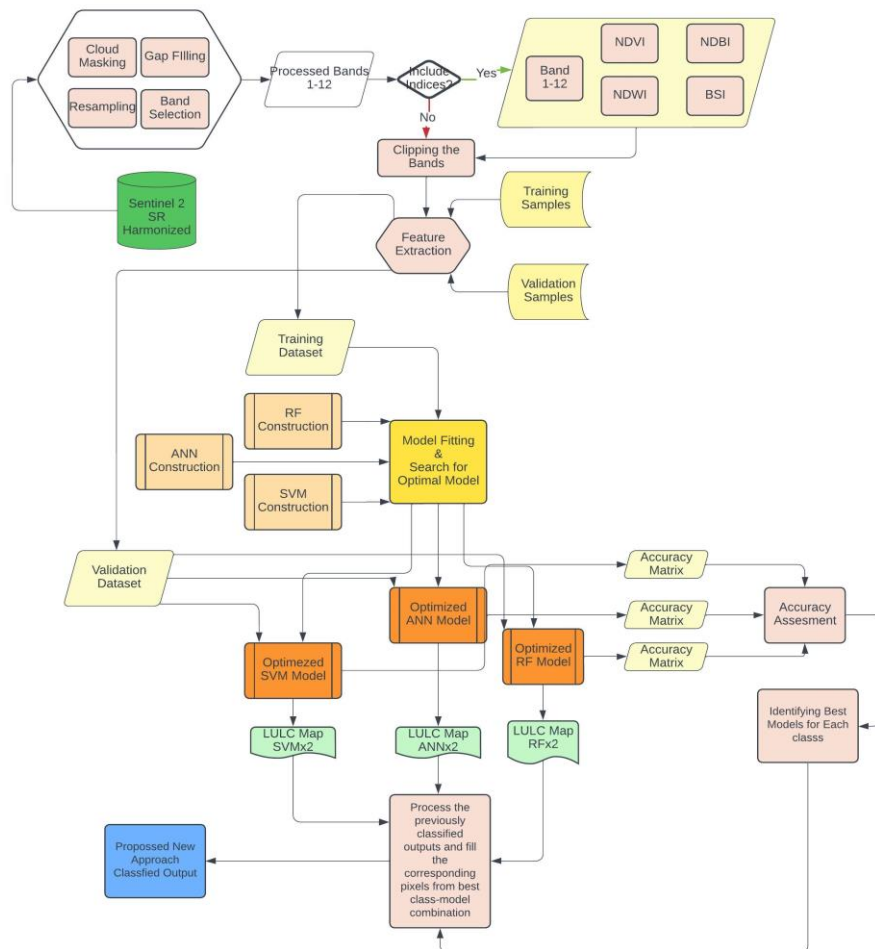 Cloud
Masking
Gap FIlling
Resampling
Band
Selection
Processed Bands
1-12
Include
Indices?
Yes
No
Band
1-12
NDVI
NDBI
NDWI
BSI
Clipping the
Bands
Sentinel 2
SR
Harmonized
Feature
Extraction
Training
Samples
Validation
Samples
Training
Dataset
RF
Construction
ANN
Construction
SVM
Construction
Model Fitting
&
Search for
Optimal Model
Validation
Dataset
Optimezed
SVM Model
Optimized
ANN Model
Optimized
RF Model
Accuracy
Matrix
Accuracy
Matrix
Accuracy
Matrix
Accuracy
Assesment
Identifying Best
Models for Each
classs
LULC Map
SVMx2
LULC Map
ANNx2
LULC Map
RFx2
Process the
previously
classified
outputs and fill
the
corresponding
pixels from best
class-model
combination
Propossed New
Approach
Classfied Output